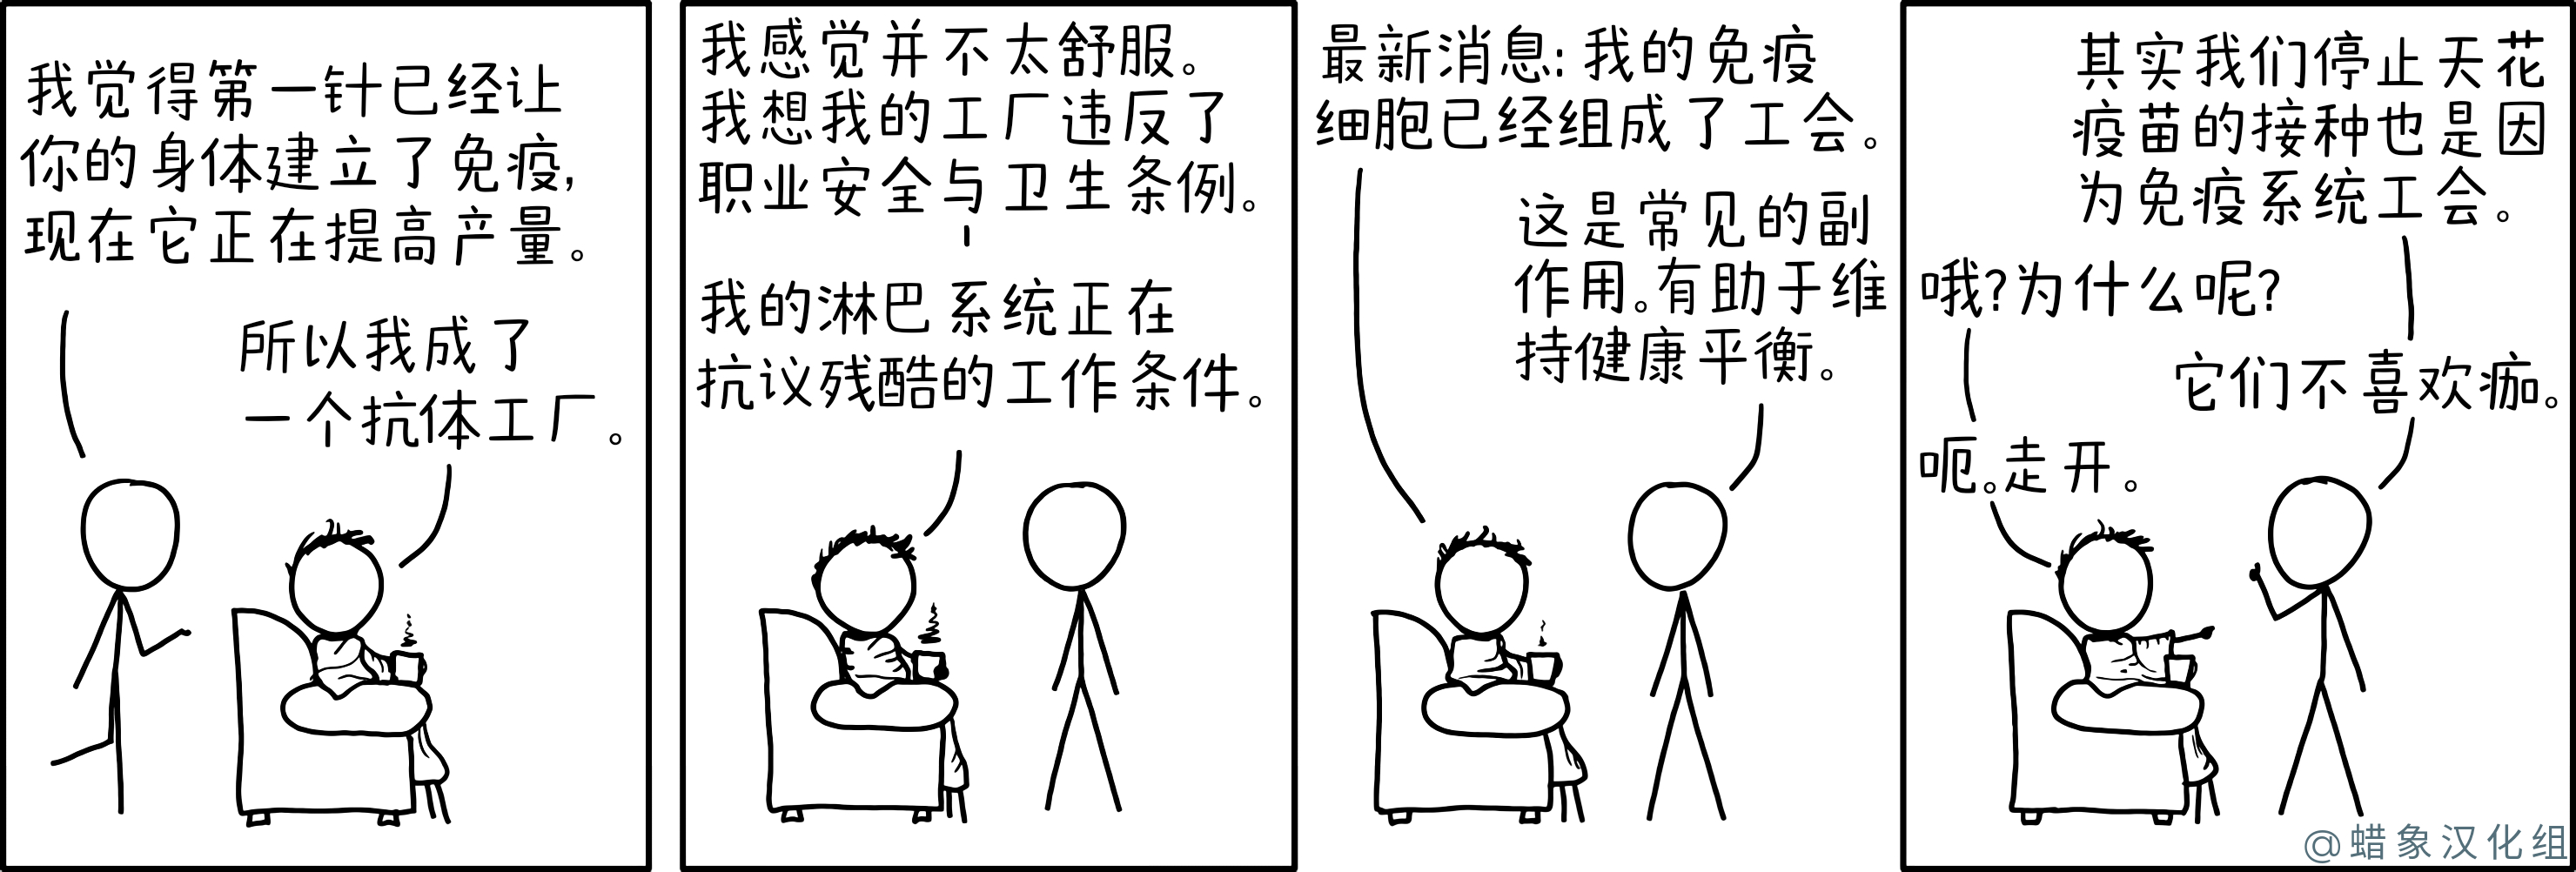 我觉得第一针已经让
你的身体建立了免疫,
现在它正在提高产量。
所以我成了
一个抗体工厂。
我感觉并不太舒服。
我想我的工厂违反了
职业安全与卫生条例。
我的淋巴系统正在
抗议残酷的工作条件。
最新消息: 我的免疫
细胞已经组成了工会。
这是常见的副
作用。有助于维
持健康平衡。
其实我们停止天花
疫苗的接种也是因
为免疫系统工会。
哦?为什么呢?
它们不喜欢痂。
呃。走开。
@蜡象汉化组